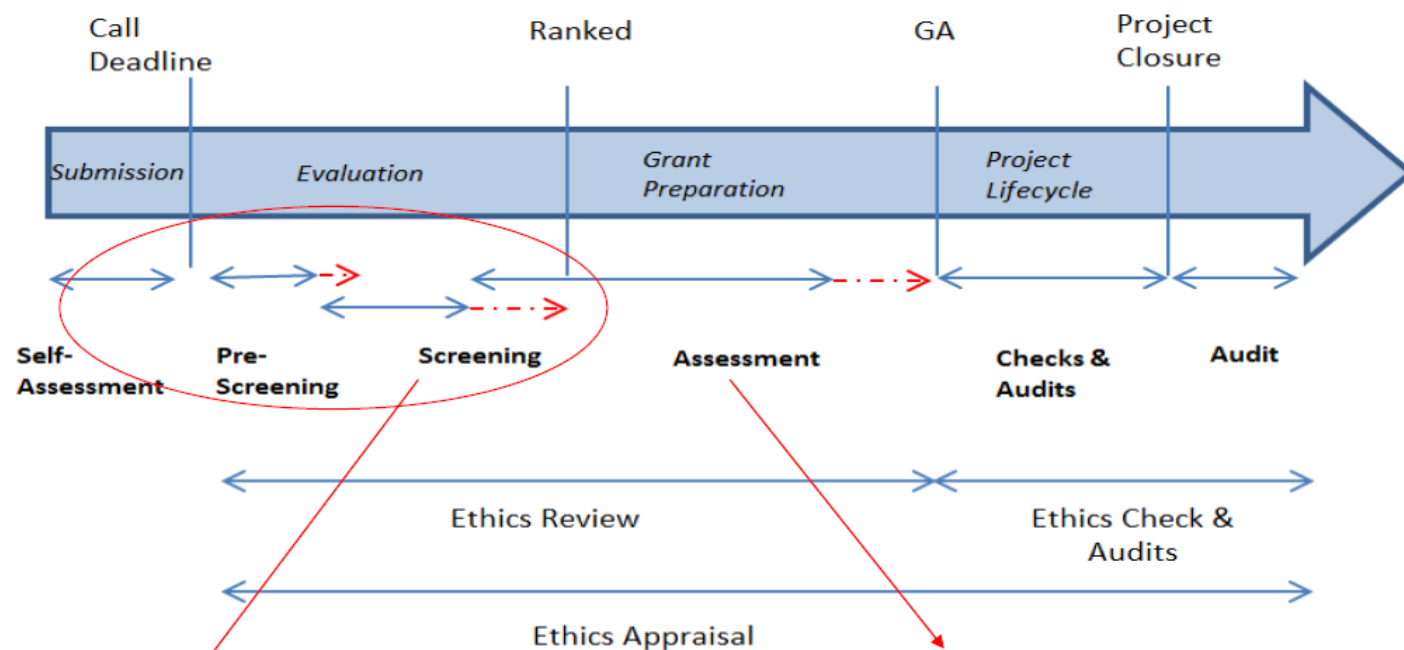 Call
Deadline
Ranked
GA
Project
Closure
Submission
Evaluation
Grant
Preparation
Project
Lifecycle
Self-
Assessment
Pre-
Screening
Screening
Assessment
Checks &
Audits
Audit
Ethics Review
Ethics Check &
Audits
Ethics Appraisal